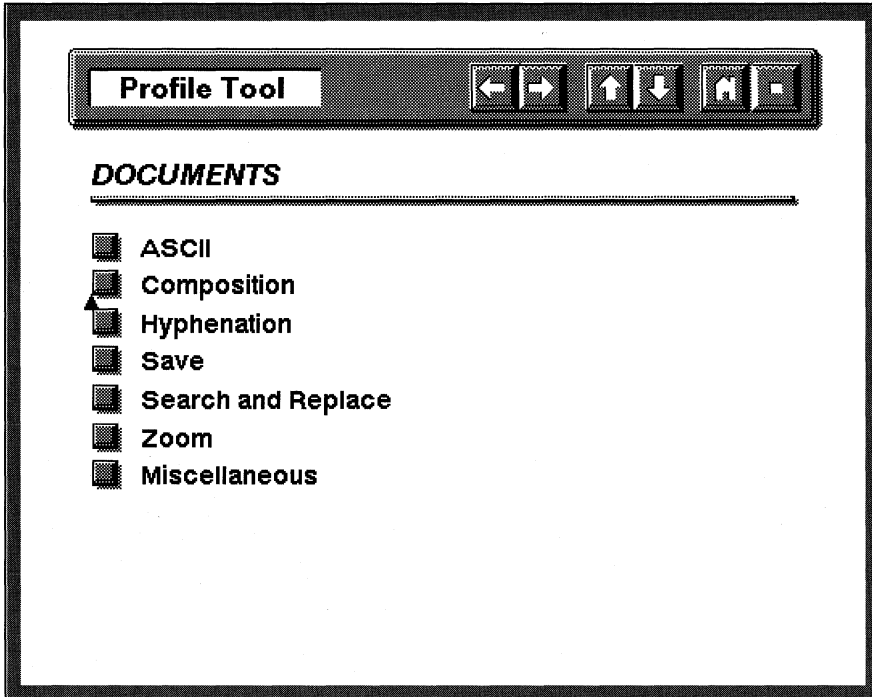 Profile Tool
DOCUMENTS
ASCII
Composition
Hyphenation
Save
Search and Replace
Zoom
Miscellaneous